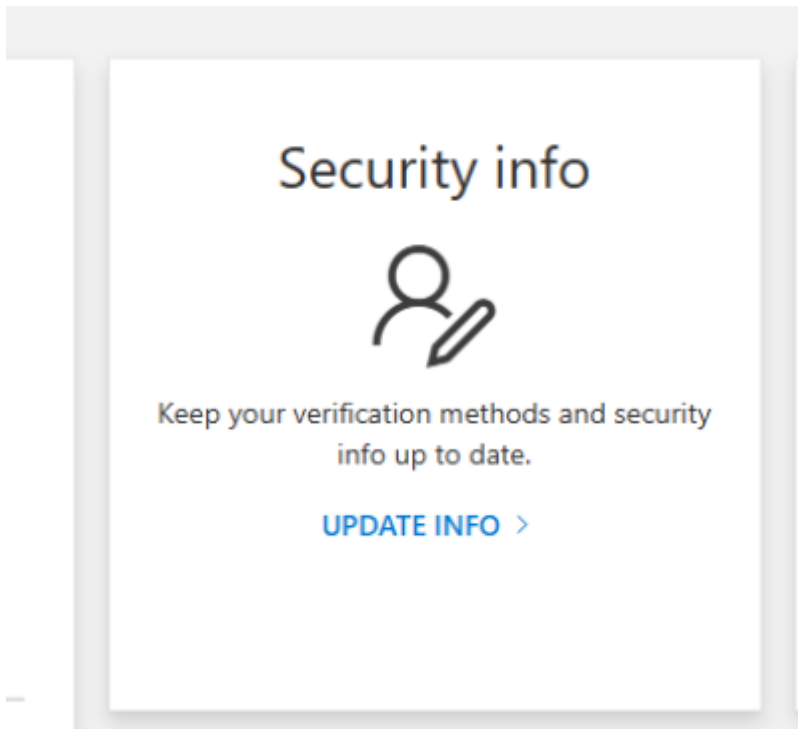 Security info
Keep your verification methods and security
info up to date.
UPDATE INFO >